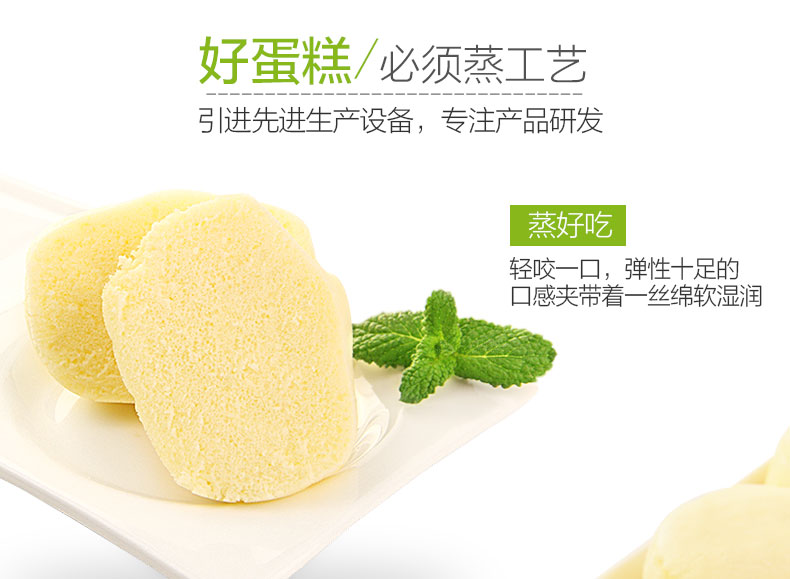 好蛋糕/必须蒸工艺
引进先进生产设备，专注产品研发
蒸好吃
轻咬一口，弹性十足的
口感夹带着一丝绵软湿润